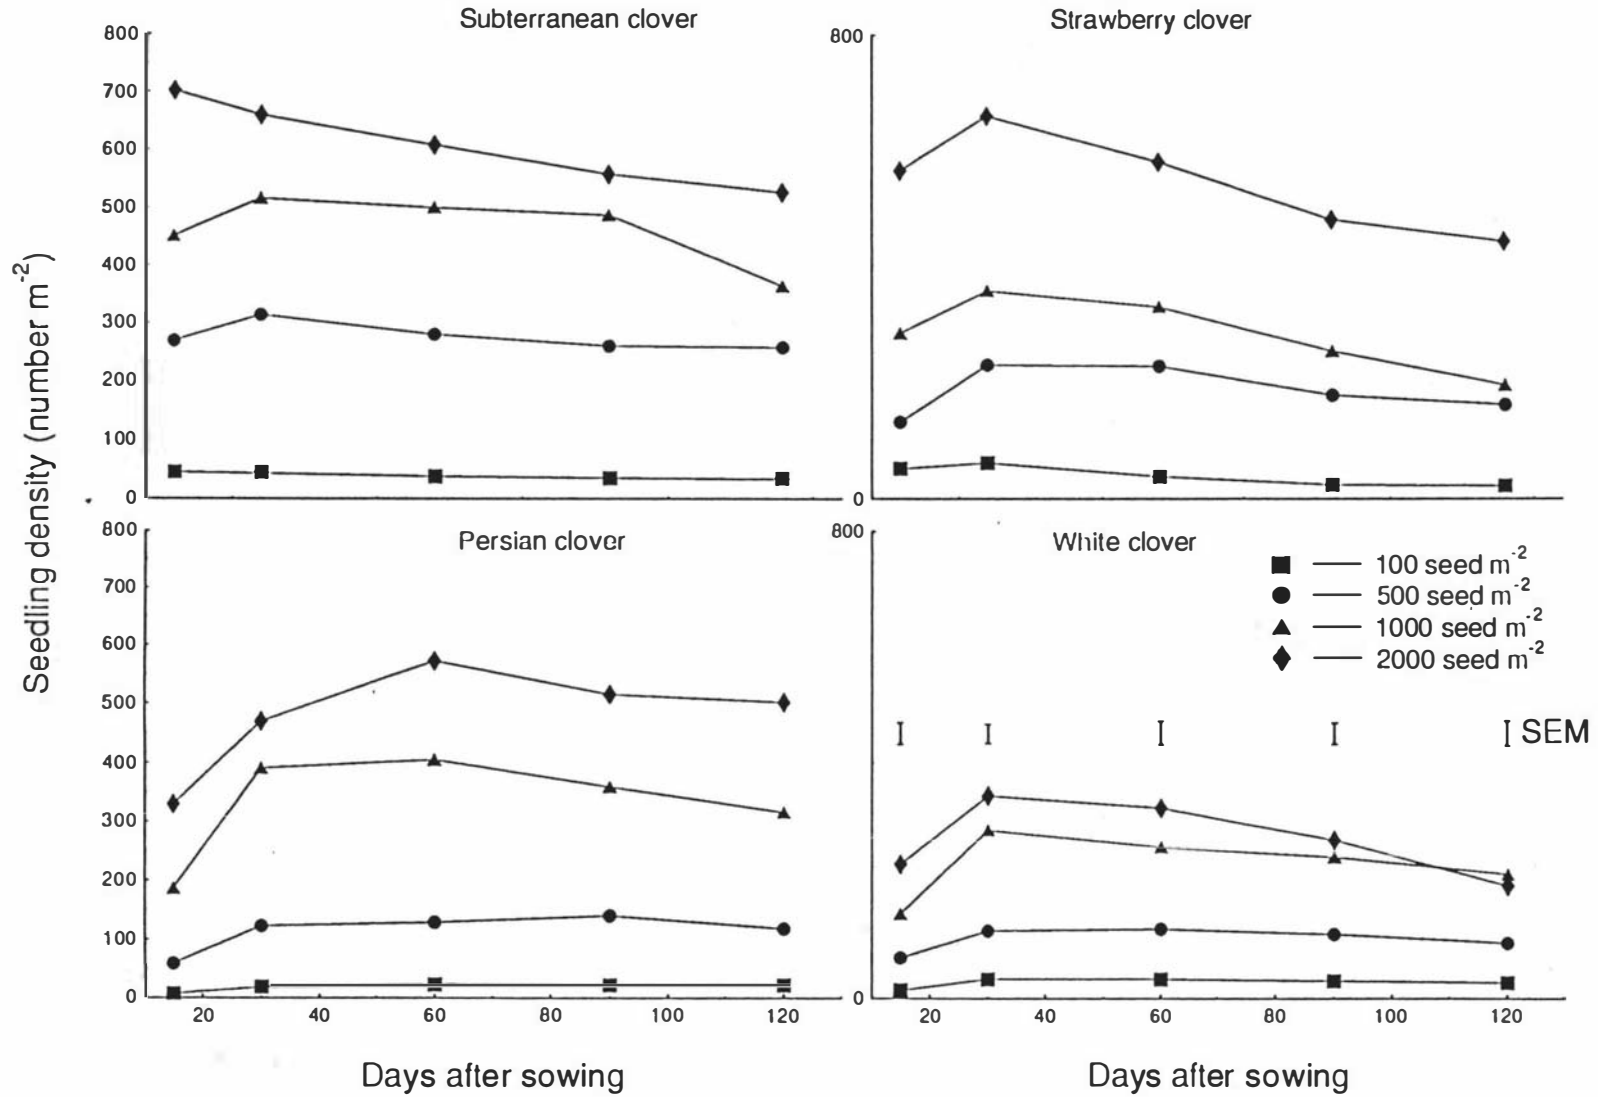 Subterranean clover
Strawberry clover
800
700
600
500
400
300
200
100
0
800
0
Seedling density (number m⁻²)
Persian clover
White clover
800
700
600
500
400
300
200
100
0
800
0
100 seed m⁻²
500 seed m⁻²
1000 seed m⁻²
2000 seed m⁻²
SEM
20 40 60 80 100 120
20 40 60 80 100 120
Days after sowing
Days after sowing